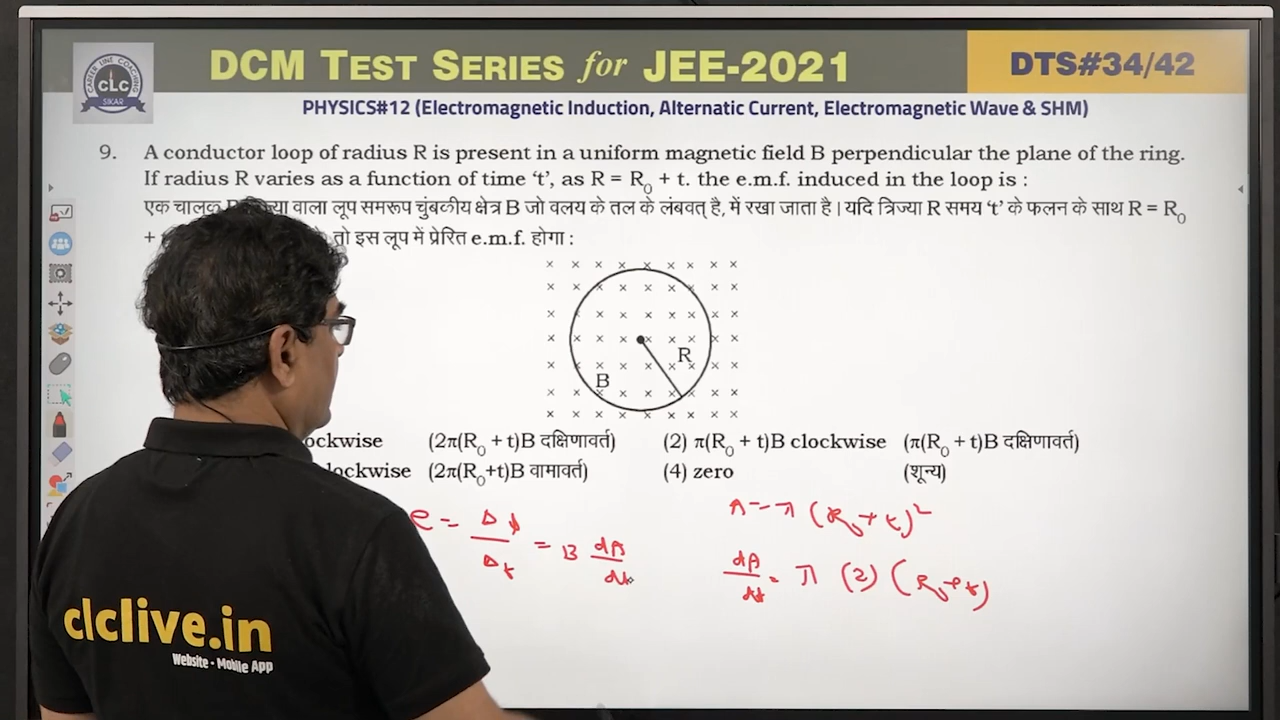 CAREER LINE COACHING
CLC
SIKAR
DCM TEST SERIES for JEE-2021
DTS#34/42
PHYSICS#12 (Electromagnetic Induction, Alternatic Current, Electromagnetic Wave & SHM)
9. A conductor loop of radius R is present in a uniform magnetic field B perpendicular the plane of the ring.
If radius R varies as a function of time ‘t’, as R = R₀ + t. the e.m.f. induced in the loop is :
एक चालक वाला लूप समरूप चुंबकीय क्षेत्र B जो वलय के तल के लंबवत् है, में रखा जाता है। यदि त्रिज्या R समय ‘t’ के फलन के साथ R = R₀
+ तो इस लूप में प्रेरित e.m.f. होगा :
R
B
ockwise (2π(R₀ + t)B दक्षिणावर्त) (2) π(R₀ + t)B clockwise (π(R₀ + t)B दक्षिणावर्त)
lockwise (2π(R₀+t)B वामावर्त) (4) zero (शून्य)
A = π (R₀ + t)²
e = Δϕ/Δt = B dA/dt
dA/dt = π (2) (R₀ + t)
clclive.in
Website • Mobile App